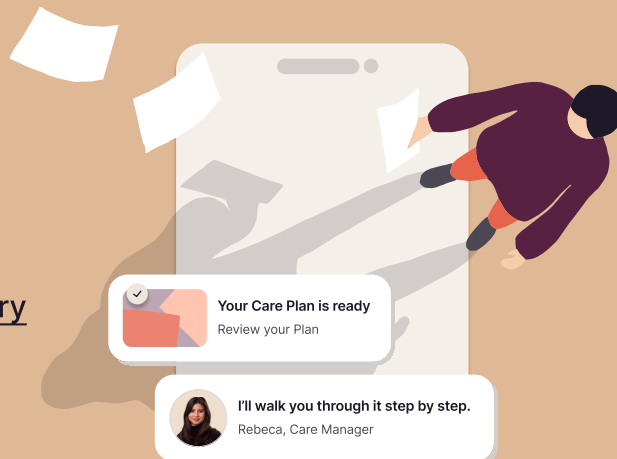 ry
Your Care Plan is ready
Review your Plan
I’ll walk you through it step by step.
Rebeca, Care Manager